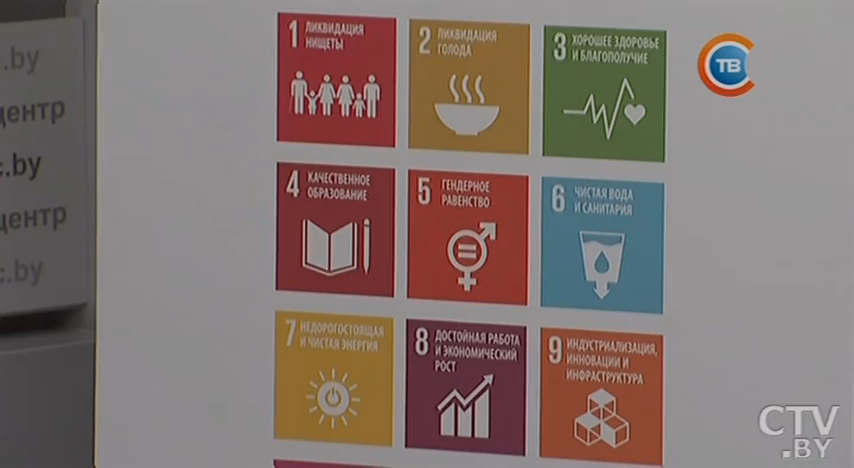 .by
центр
c.by
центр
c.by
1 ЛИКВИДАЦИЯ
НИЩЕТЫ
2 ЛИКВИДАЦИЯ
ГОЛОДА
3 ХОРОШЕЕ ЗДОРОВЬЕ
И БЛАГОПОЛУЧИЕ
4 КАЧЕСТВЕННОЕ
ОБРАЗОВАНИЕ
5 ГЕНДЕРНОЕ
РАВЕНСТВО
6 ЧИСТАЯ ВОДА
И САНИТАРИЯ
7 НЕДОРОГОСТОЯЩАЯ
И ЧИСТАЯ ЭНЕРГИЯ
8 ДОСТОЙНАЯ РАБОТА
И ЭКОНОМИЧЕСКИЙ
РОСТ
9 ИНДУСТРИАЛИЗАЦИЯ,
ИННОВАЦИИ И
ИНФРАСТРУКТУРА
СТВ
CTV
.BY